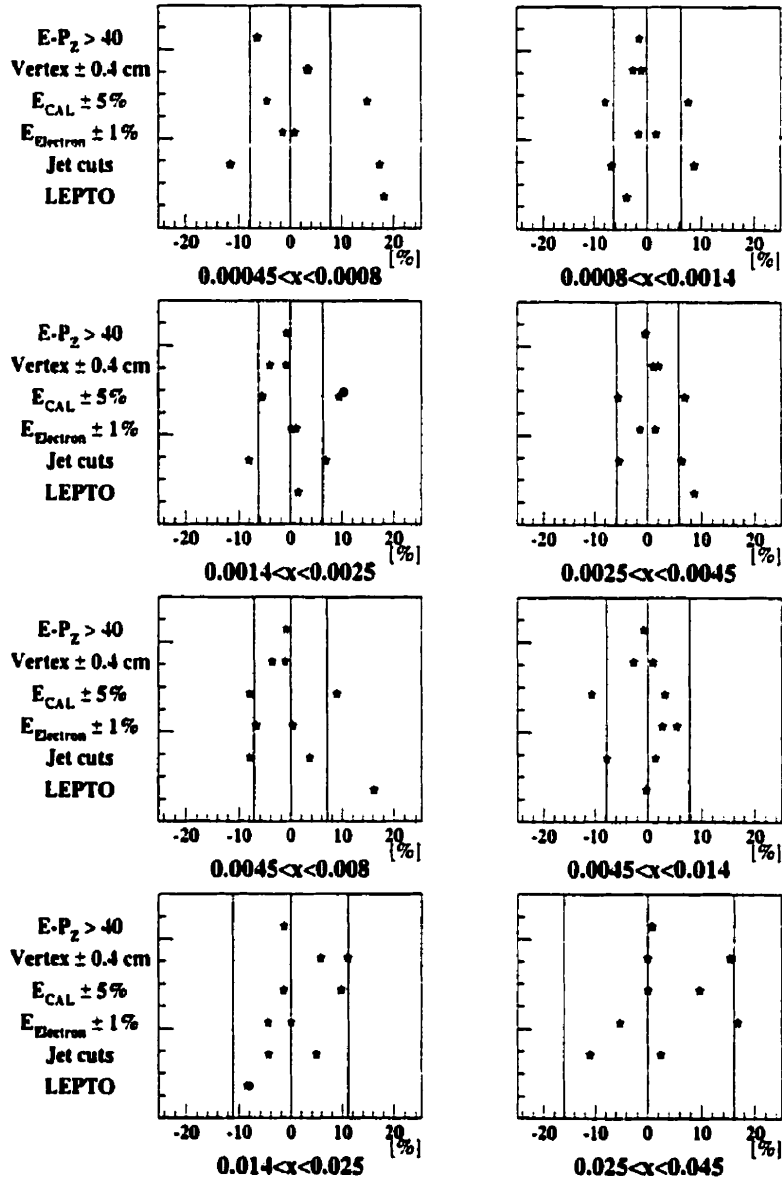 E-P_Z > 40
Vertex ± 0.4 cm
E_CAL ± 5%
E_Electron ± 1%
Jet cuts
LEPTO
-20 -10 0 10 20
[%]
0.00045<x<0.0008
-20 -10 0 10 20
[%]
0.0008<x<0.0014
E-P_Z > 40
Vertex ± 0.4 cm
E_CAL ± 5%
E_Electron ± 1%
Jet cuts
LEPTO
-20 -10 0 10 20
[%]
0.0014<x<0.0025
-20 -10 0 10 20
[%]
0.0025<x<0.0045
E-P_Z > 40
Vertex ± 0.4 cm
E_CAL ± 5%
E_Electron ± 1%
Jet cuts
LEPTO
-20 -10 0 10 20
[%]
0.0045<x<0.008
-20 -10 0 10 20
[%]
0.0045<x<0.014
E-P_Z > 40
Vertex ± 0.4 cm
E_CAL ± 5%
E_Electron ± 1%
Jet cuts
LEPTO
-20 -10 0 10 20
[%]
0.014<x<0.025
-20 -10 0 10 20
[%]
0.025<x<0.045